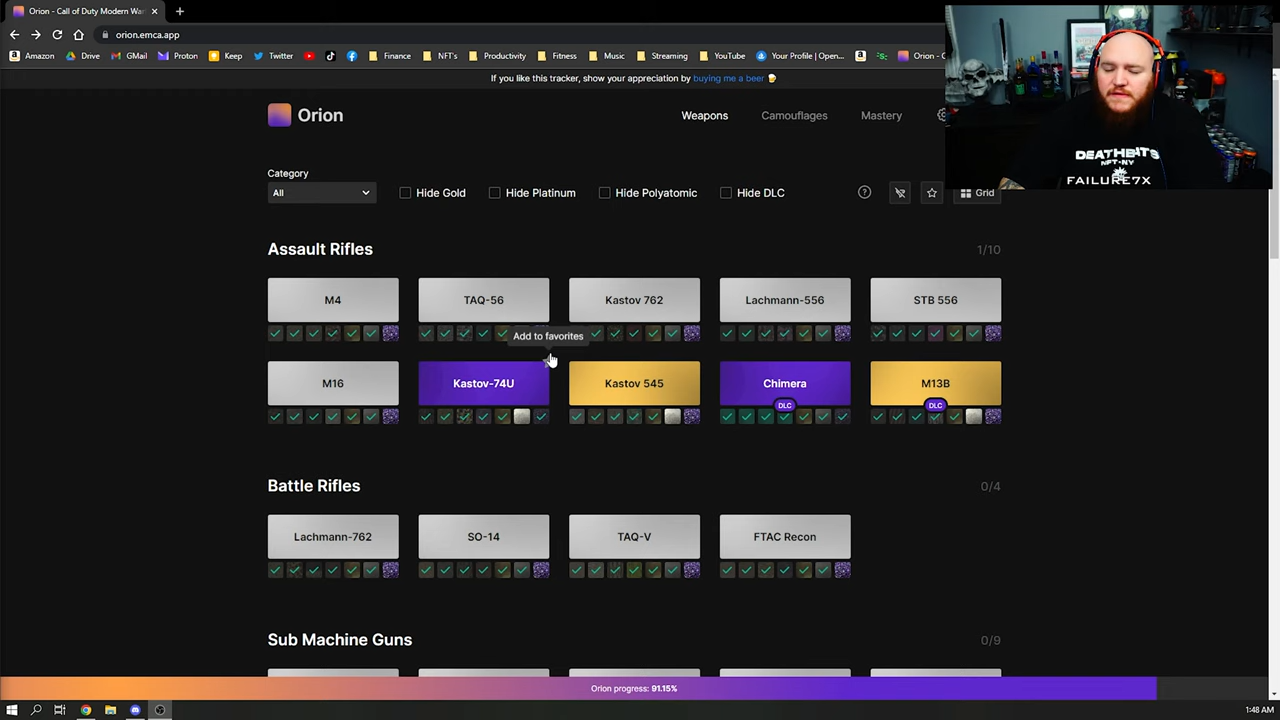 Orion - Call of Duty Modern War
orion.emca.app
Amazon
Drive
GMail
Proton
Keep
Twitter
Finance
NFT's
Productivity
Fitness
Music
Streaming
YouTube
Your Profile | Open...
Orion - C
If you like this tracker, show your appreciation by buying me a beer
Orion
Weapons
Camouflages
Mastery
DEATHBATS
NFT-NY
FAILURE7X
Category
All
Hide Gold
Hide Platinum
Hide Polyatomic
Hide DLC
Grid
Assault Rifles
1/10
M4
TAQ-56
Kastov 762
Lachmann-556
STB 556
Add to favorites
M16
Kastov-74U
Kastov 545
Chimera
M13B
DLC
DLC
Battle Rifles
0/4
Lachmann-762
SO-14
TAQ-V
FTAC Recon
Sub Machine Guns
0/9
Orion progress: 91.15%
1:48 AM